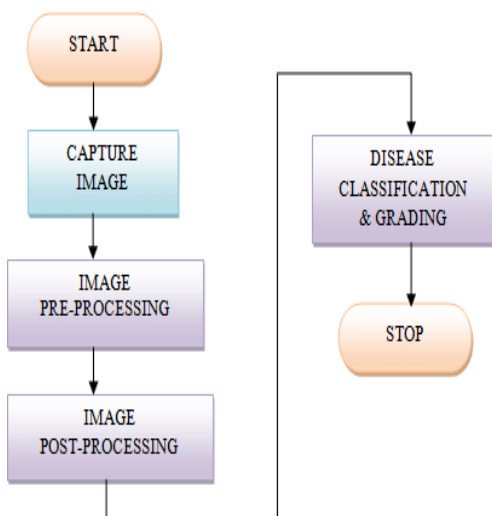 START
CAPTURE
IMAGE
IMAGE
PRE-PROCESSING
IMAGE
POST-PROCESSING
DISEASE
CLASSIFICATION
& GRADING
STOP